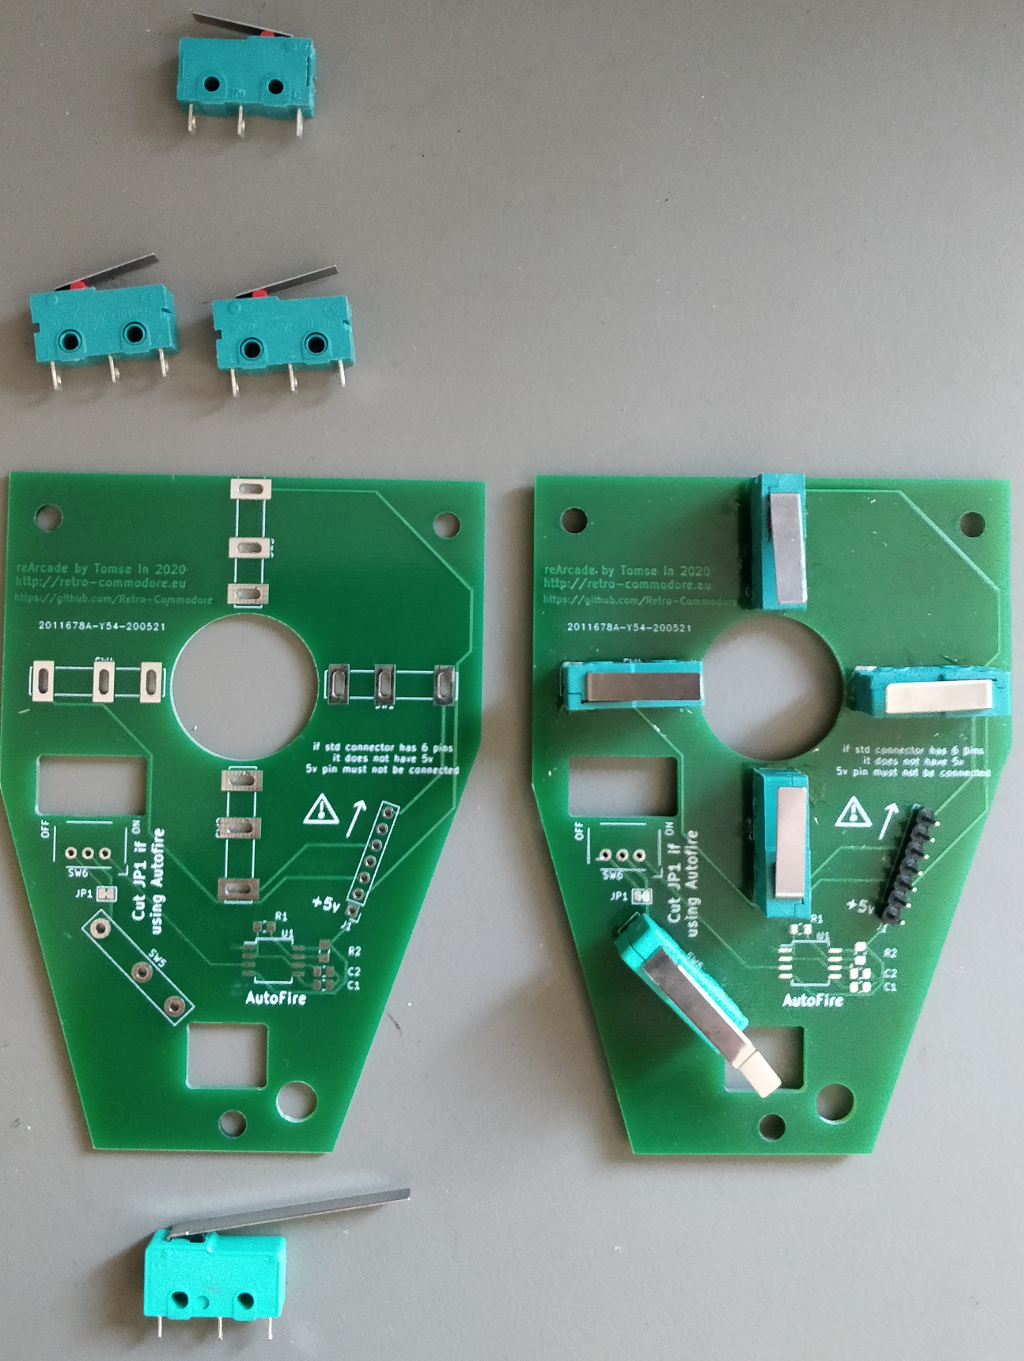 reArcade by Tomse in 2020
http://retro-commodore.eu
https://github.com/Retro-Commodore
2011678A-Y54-200521
if std connector has 6 pins
it does not have 5v
5v pin must not be connected
OFF
ON
SW6
JP1
Cut JP1 if
using Autofire
+5v
J1
R1
U1
R2
C2
C1
SW5
AutoFire
reArcade by Tomse in 2020
http://retro-commodore.eu
https://github.com/Retro-Commodore
2011678A-Y54-200521
if std connector has 6 pins
it does not have 5v
5v pin must not be connected
OFF
ON
SW6
JP1
Cut JP1 if
using Autofire
+5v
R1
U1
R2
C2
C1
AutoFire